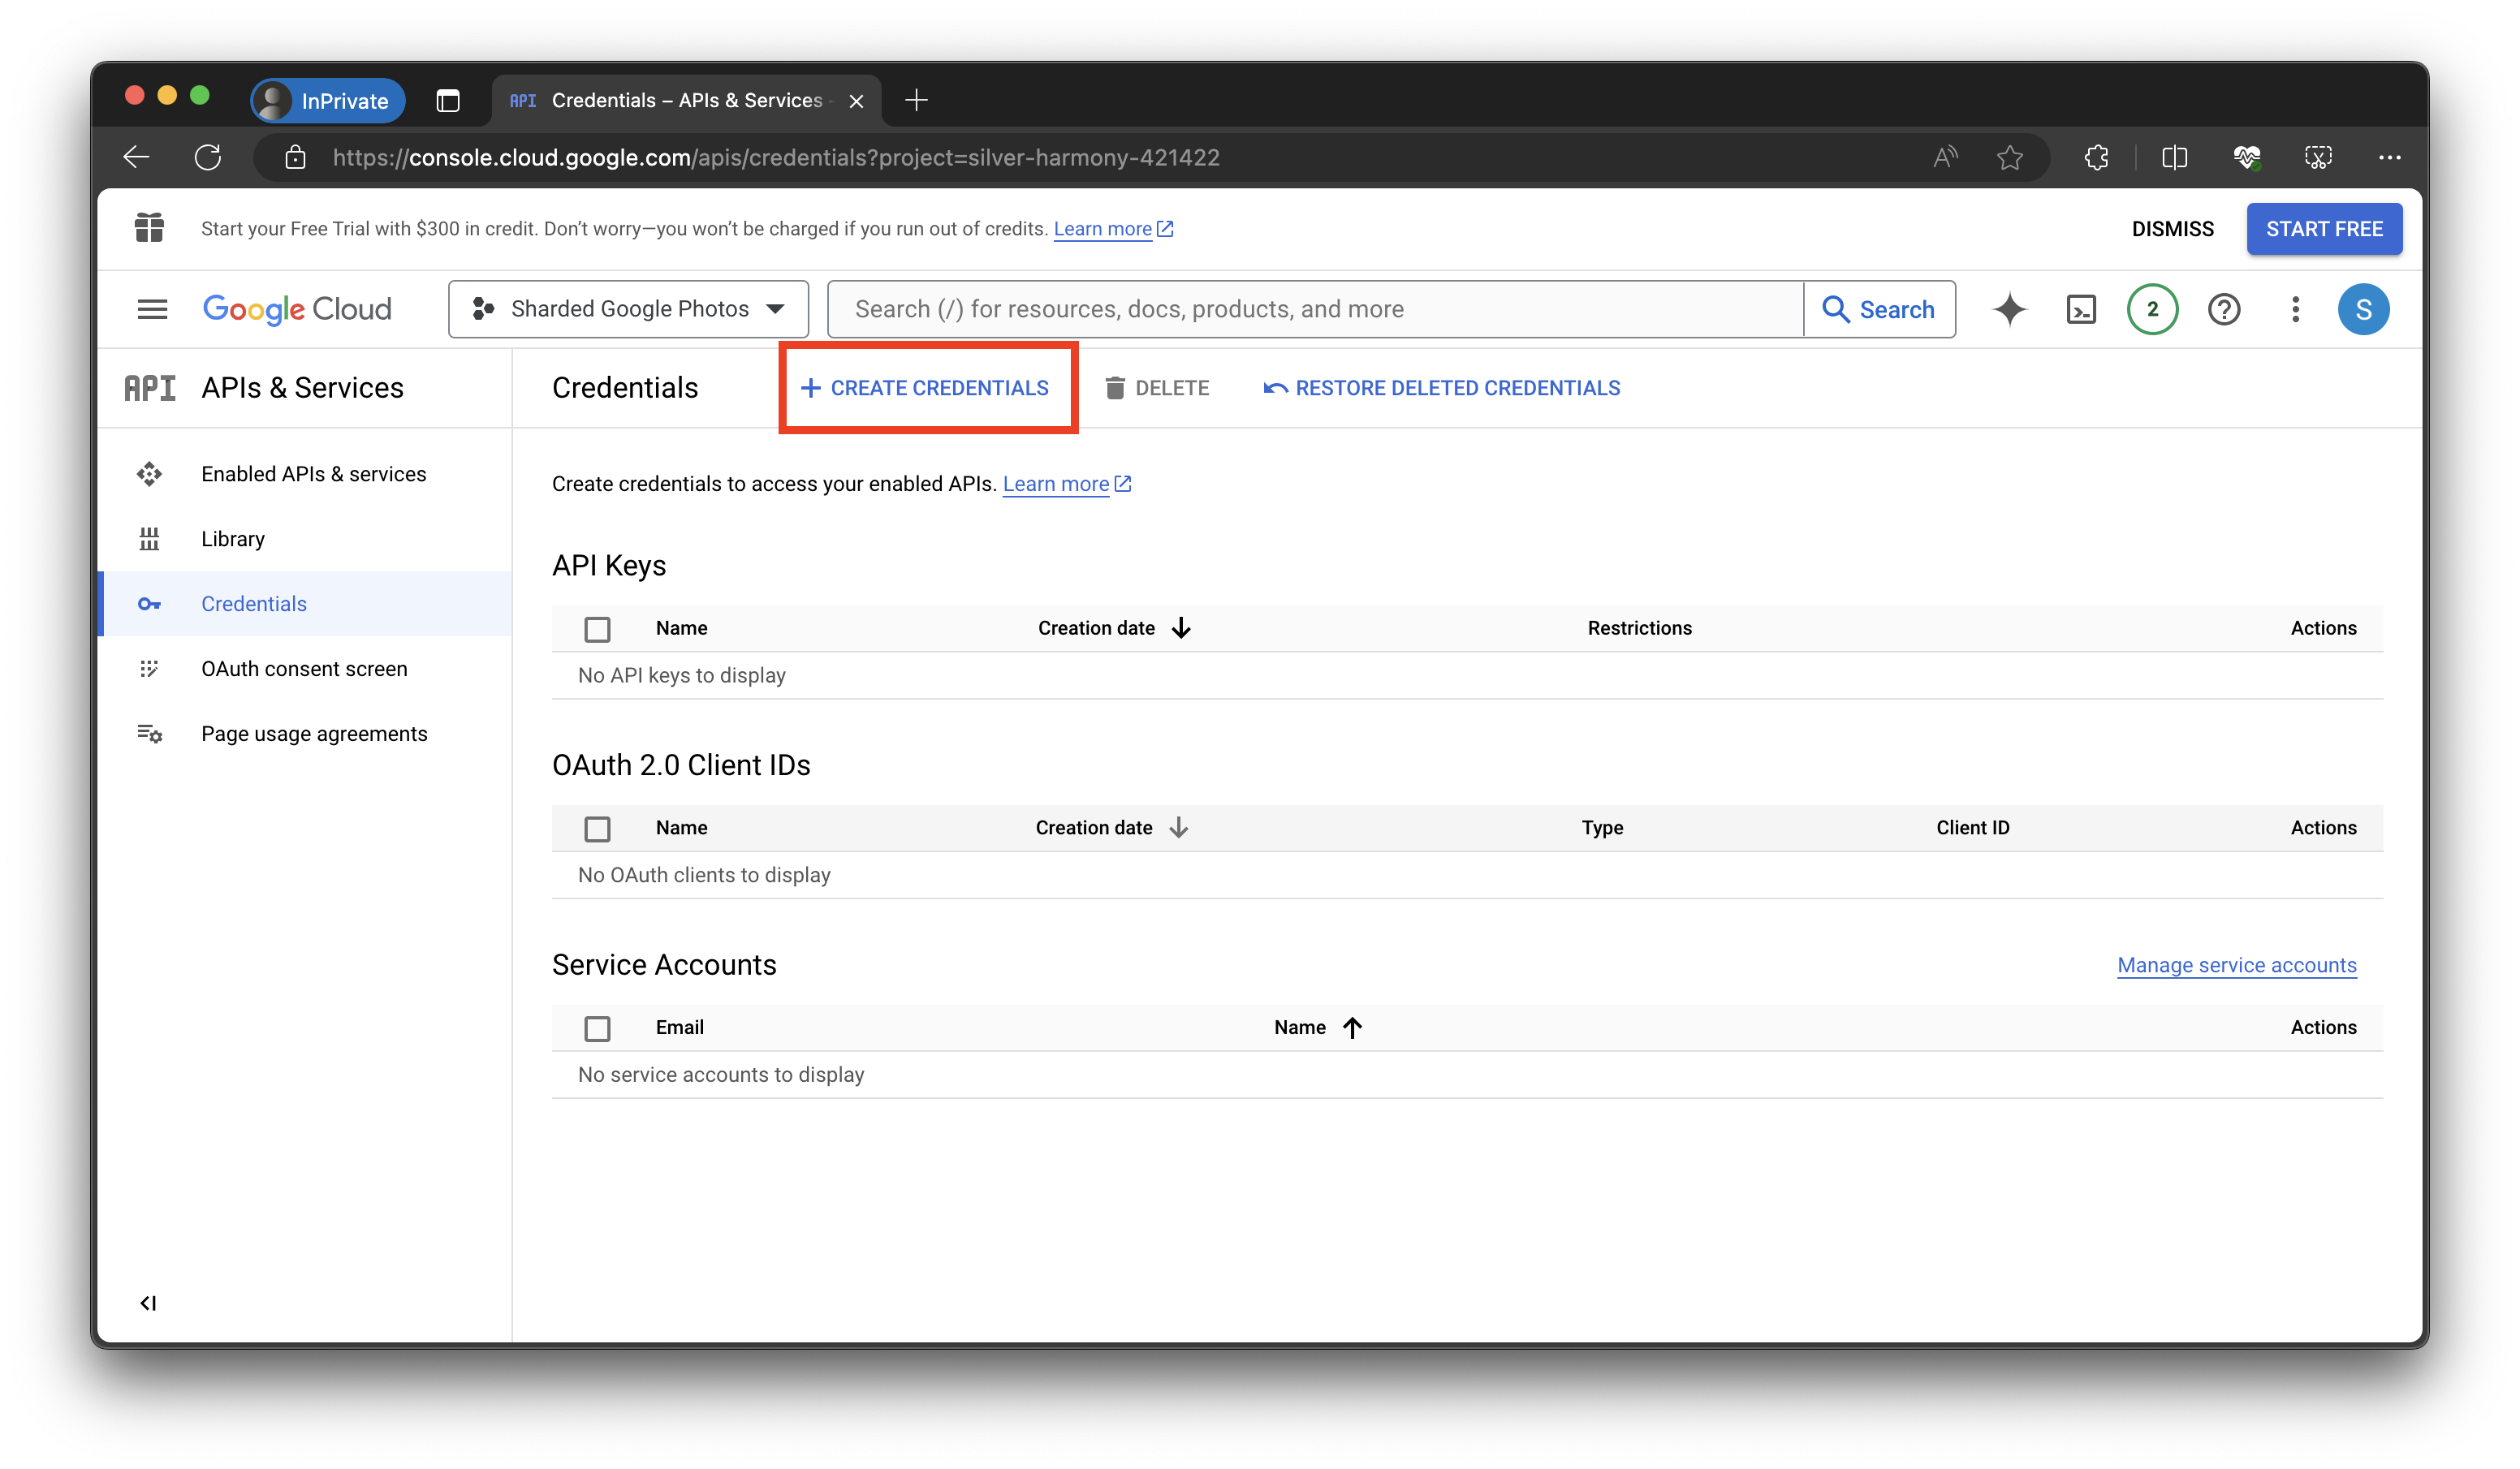 InPrivate
API Credentials – APIs & Services -
https://console.cloud.google.com/apis/credentials?project=silver-harmony-421422
Start your Free Trial with $300 in credit. Don't worry—you won't be charged if you run out of credits. Learn more
DISMISS
START FREE
Google Cloud
Sharded Google Photos
Search (/) for resources, docs, products, and more
Search
2
S
API APIs & Services
Credentials
CREATE CREDENTIALS
DELETE
RESTORE DELETED CREDENTIALS
Enabled APIs & services
Library
Credentials
OAuth consent screen
Page usage agreements
Create credentials to access your enabled APIs. Learn more
API Keys
Name Creation date Restrictions Actions
No API keys to display
OAuth 2.0 Client IDs
Name Creation date Type Client ID Actions
No OAuth clients to display
Service Accounts
Manage service accounts
Email Name Actions
No service accounts to display